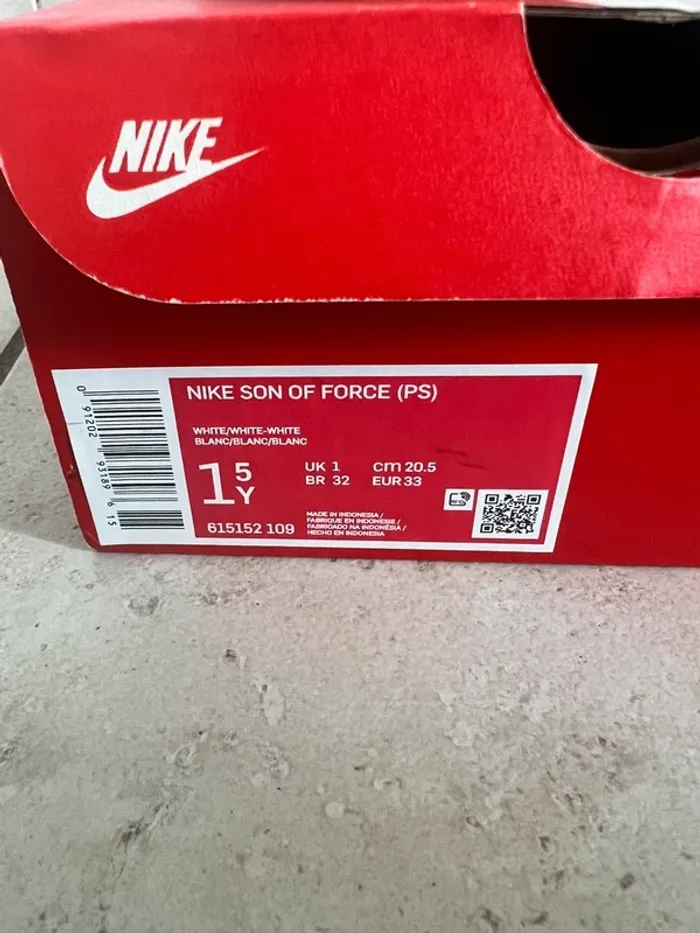 NIKE
NIKE SON OF FORCE (PS)
WHITE/WHITE-WHITE
BLANC/BLANC/BLANC
1 5 Y
UK 1 cm 20.5
BR 32 EUR 33
615152 109
MADE IN INDONESIA /
FABRIQUE EN INDONESIE /
FABRICADO NA INDONÉSIA /
HECHO EN INDONESIA
0 91202 93189 6 15